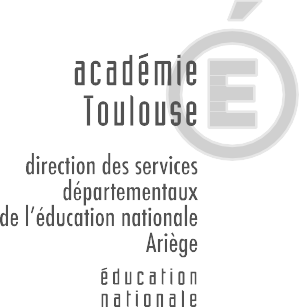 académie
Toulouse
É
direction des services
départementaux
de l'éducation nationale
Ariège
éducation
nationale